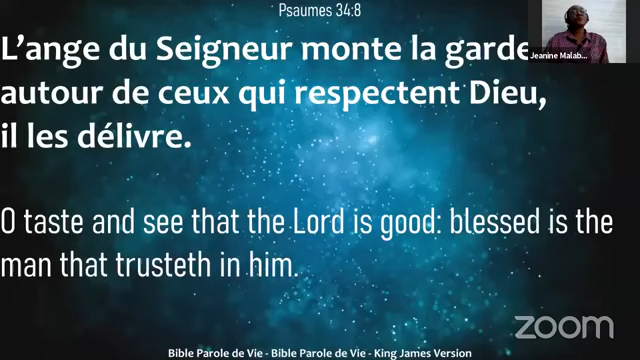 Psaumes 34:8
L'ange du Seigneur monte la garde
autour de ceux qui respectent Dieu,
il les délivre.
O taste and see that the Lord is good: blessed is the
man that trusteth in him.
Jeanine Malab...
zoom
Bible Parole de Vie - Bible Parole de Vie - King James Version